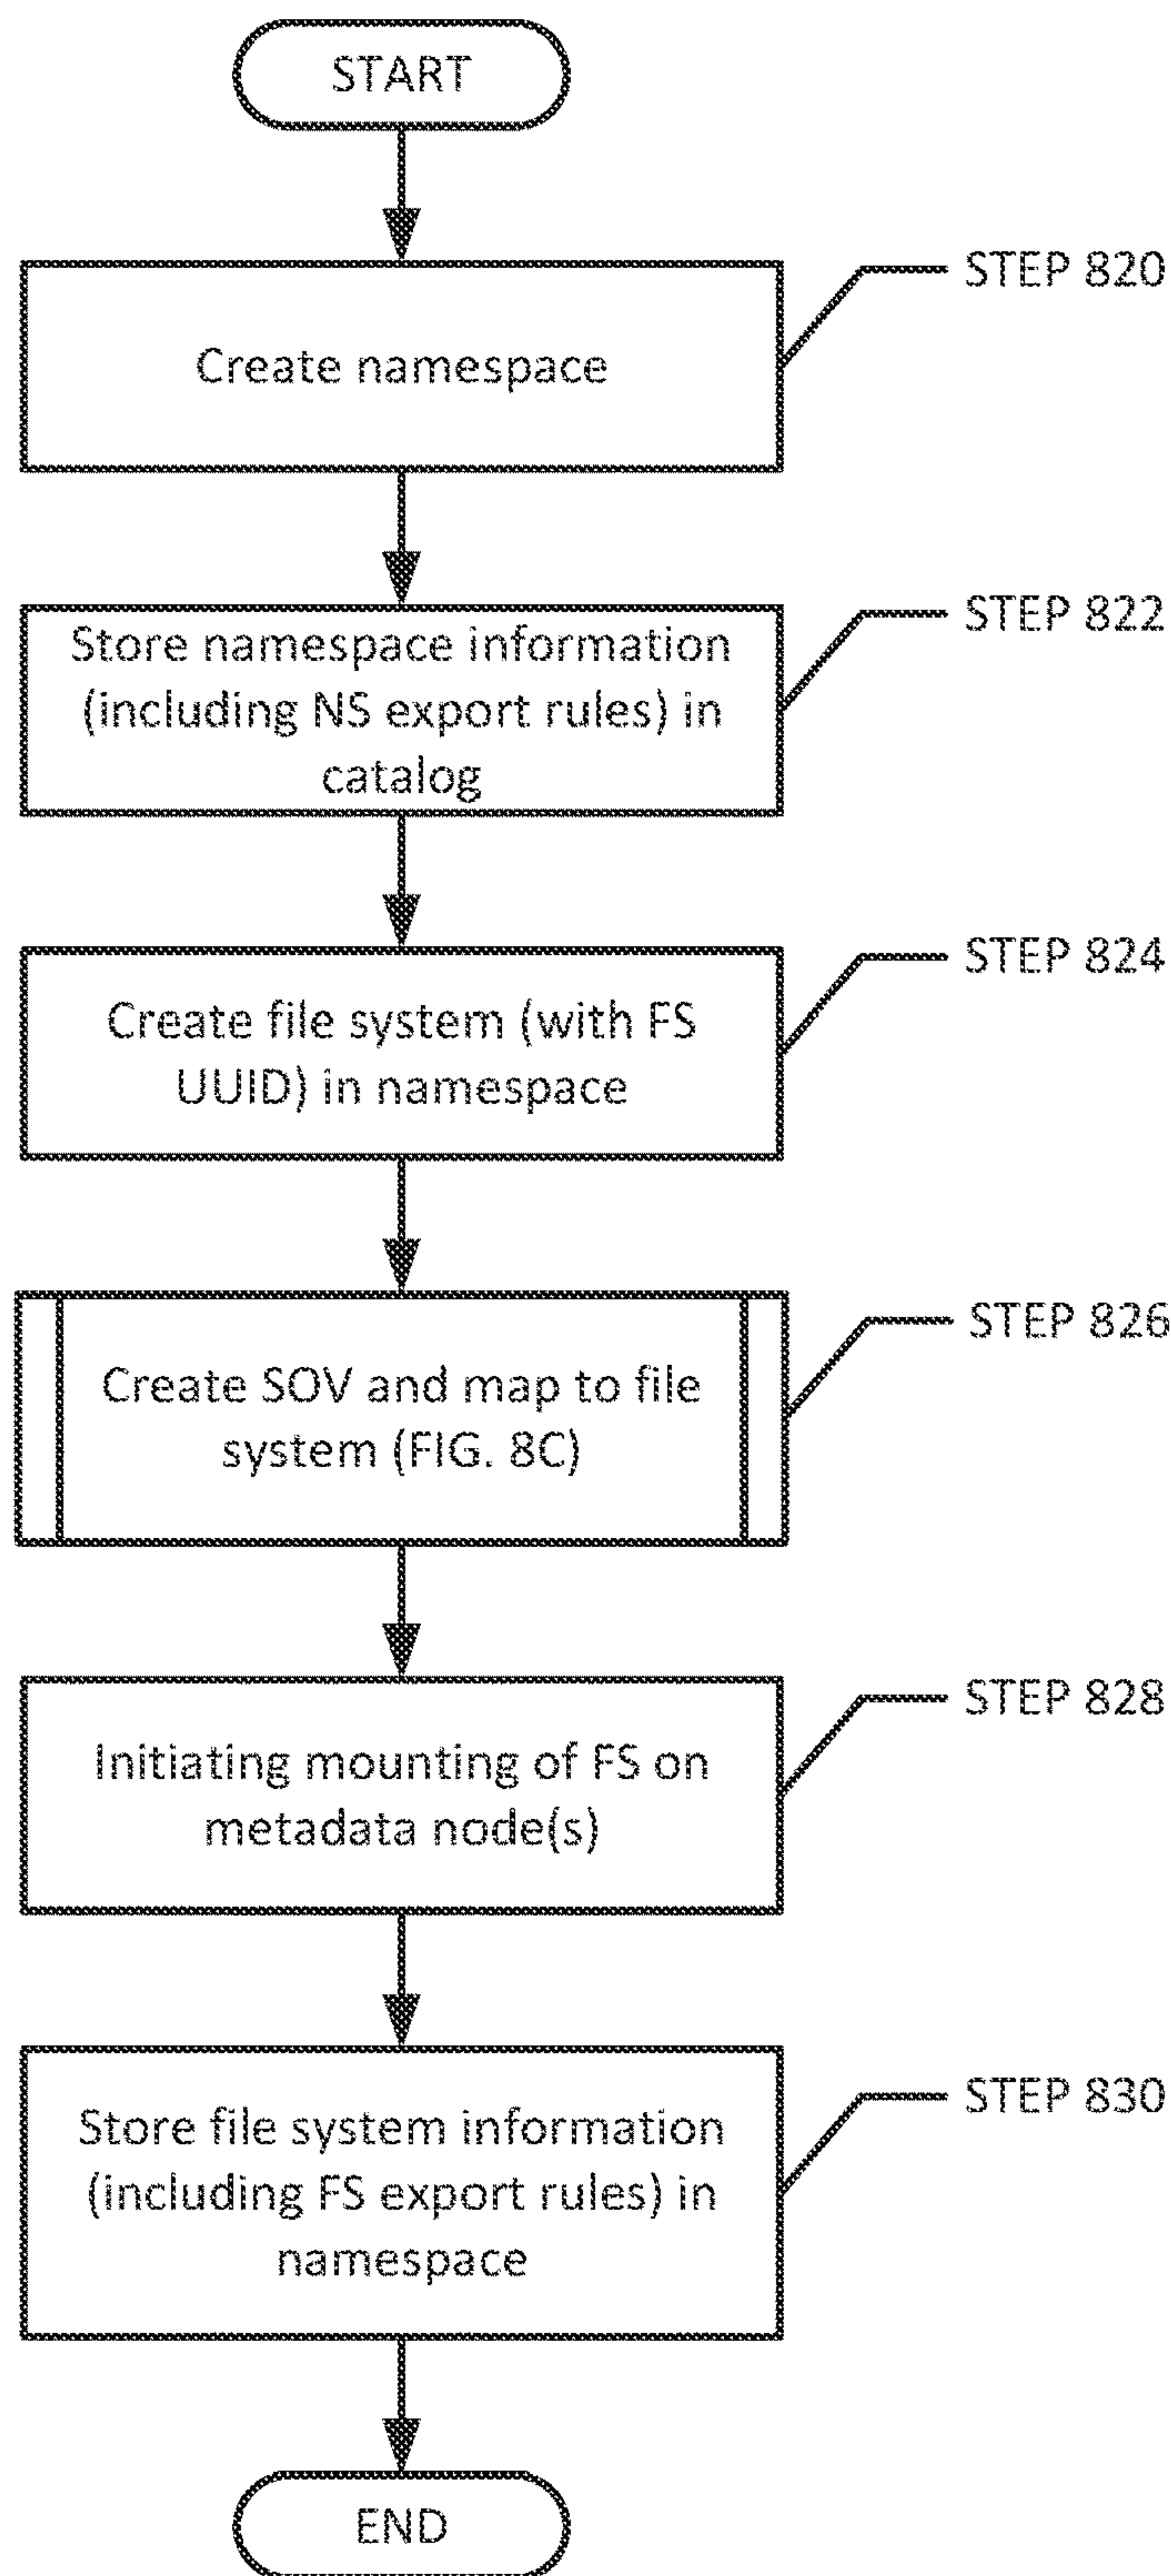 START
STEP 820
Create namespace
STEP 822
Store namespace information
(including NS export rules) in
catalog
STEP 824
Create file system (with FS
UUID) in namespace
STEP 826
Create SOV and map to file
system (FIG. 8C)
STEP 828
Initiating mounting of FS on
metadata node(s)
STEP 830
Store file system information
(including FS export rules) in
namespace
END